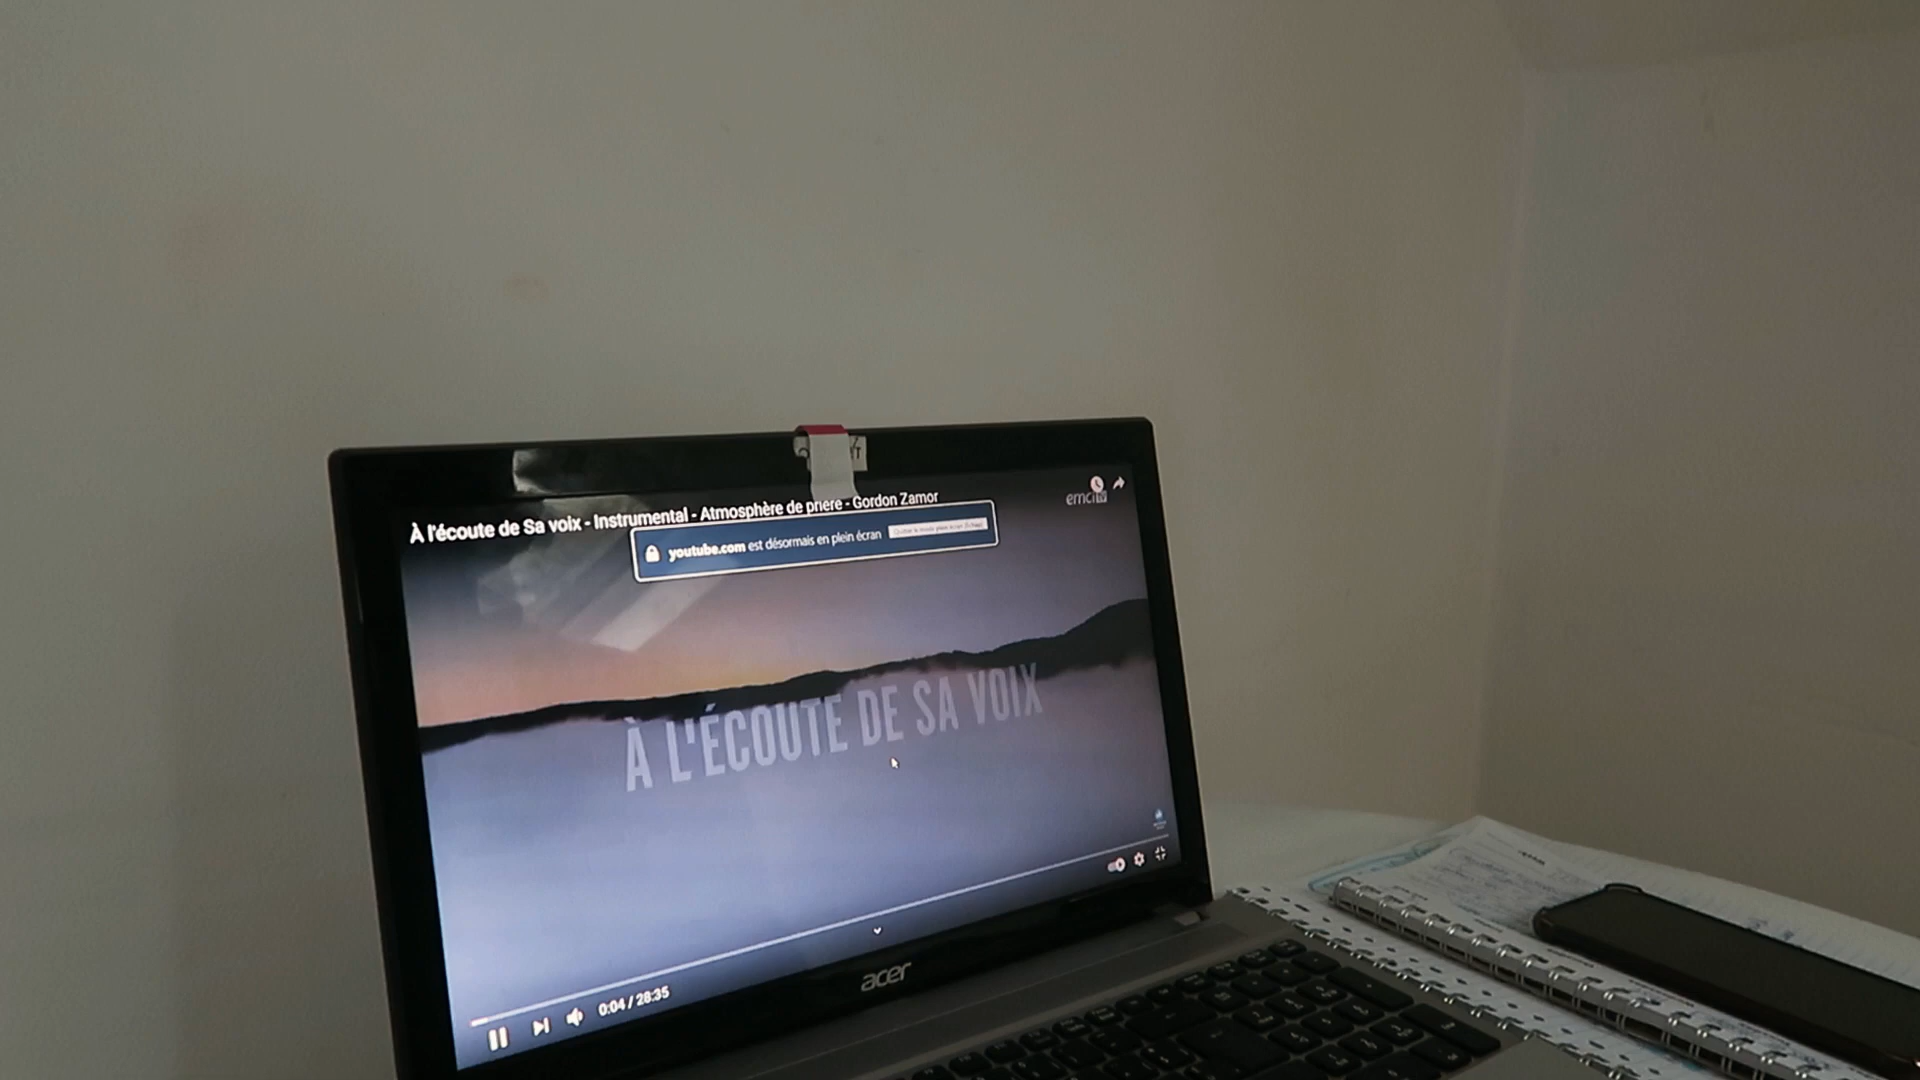 À l'écoute de Sa voix - Instrumental - Atmosphère de prière - Gordon Zamor
emci
youtube.com est désormais en plein écran
À L'ÉCOUTE DE SA VOIX
0:04 / 28:35
acer